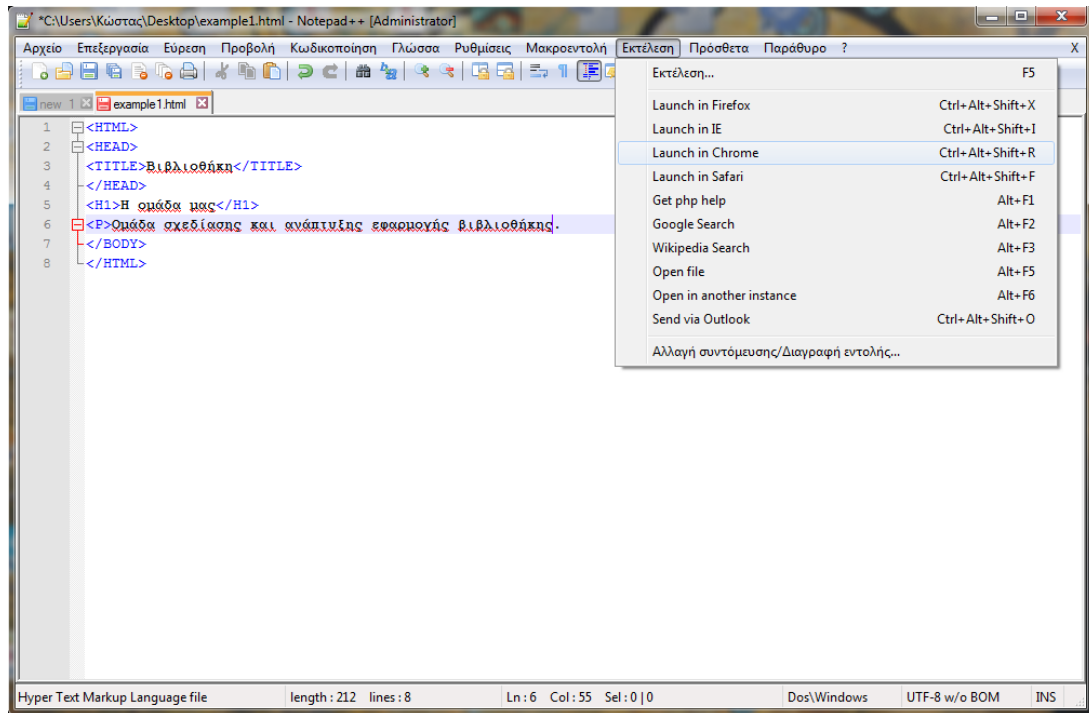 *C:\Users\Κώστας\Desktop\example1.html - Notepad++ [Administrator]
Αρχείο Επεξεργασία Εύρεση Προβολή Κωδικοποίηση Γλώσσα Ρυθμίσεις Μακροεντολή Εκτέλεση Πρόσθετα Παράθυρο ? X
new 1 example1.html
1 <HTML>
2 <HEAD>
3 <TITLE>Βιβλιοθήκη</TITLE>
4 </HEAD>
5 <H1>Η ομάδα μας</H1>
6 <P>Ομάδα σχεδίασης και ανάπτυξης εφαρμογής βιβλιοθήκης.
7 </BODY>
8 </HTML>
Εκτέλεση... F5
Launch in Firefox Ctrl+Alt+Shift+X
Launch in IE Ctrl+Alt+Shift+I
Launch in Chrome Ctrl+Alt+Shift+R
Launch in Safari Ctrl+Alt+Shift+F
Get php help Alt+F1
Google Search Alt+F2
Wikipedia Search Alt+F3
Open file Alt+F5
Open in another instance Alt+F6
Send via Outlook Ctrl+Alt+Shift+O
Αλλαγή συντόμευσης/Διαγραφή εντολής...
Hyper Text Markup Language file length : 212 lines : 8 Ln : 6 Col : 55 Sel : 0 | 0 Dos\Windows UTF-8 w/o BOM INS